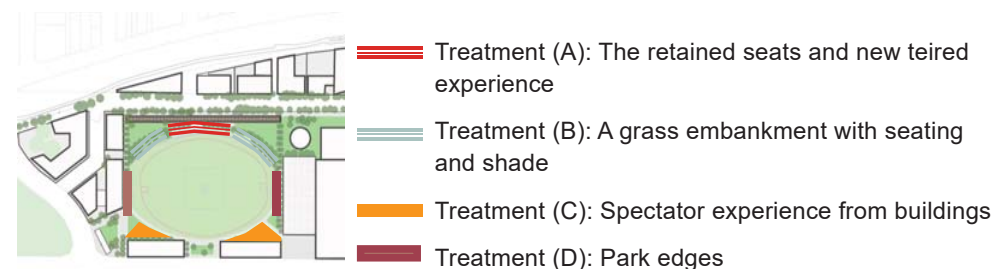 Treatment (A): The retained seats and new teired
experience
Treatment (B): A grass embankment with seating
and shade
Treatment (C): Spectator experience from buildings
Treatment (D): Park edges